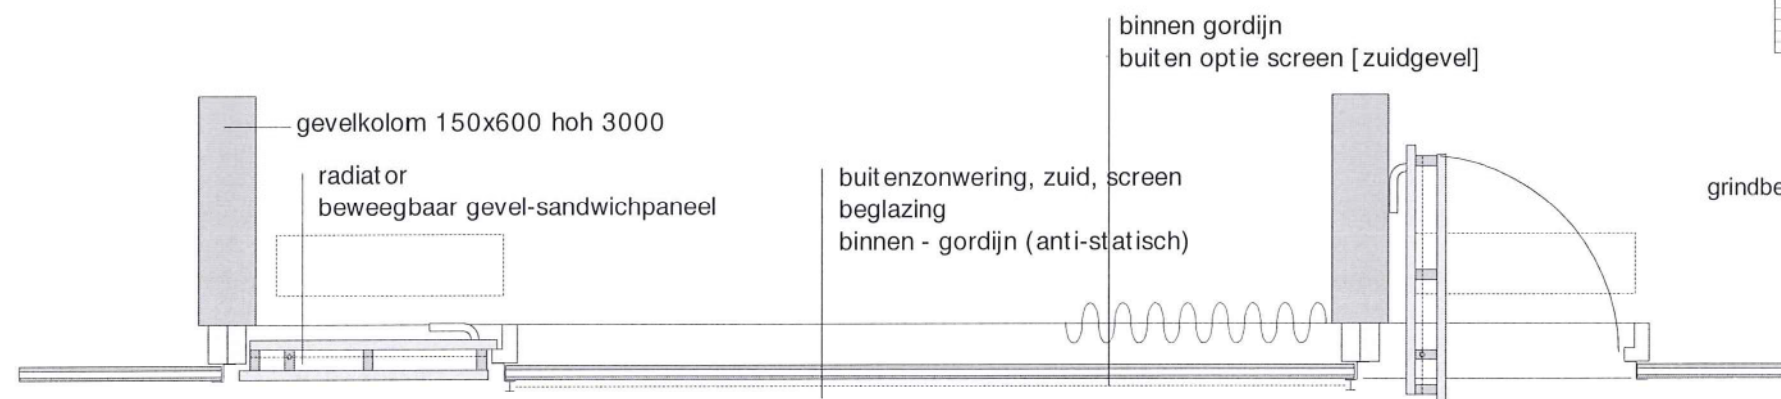 binnen gordijn
buiten optie screen [zuidgevel]
gevelkolom 150x600 hoh 3000
radiator
beweegbaar gevel-sandwichpaneel
buitenzonwering, zuid, screen
beglazing
binnen - gordijn (anti-statisch)
grindbe